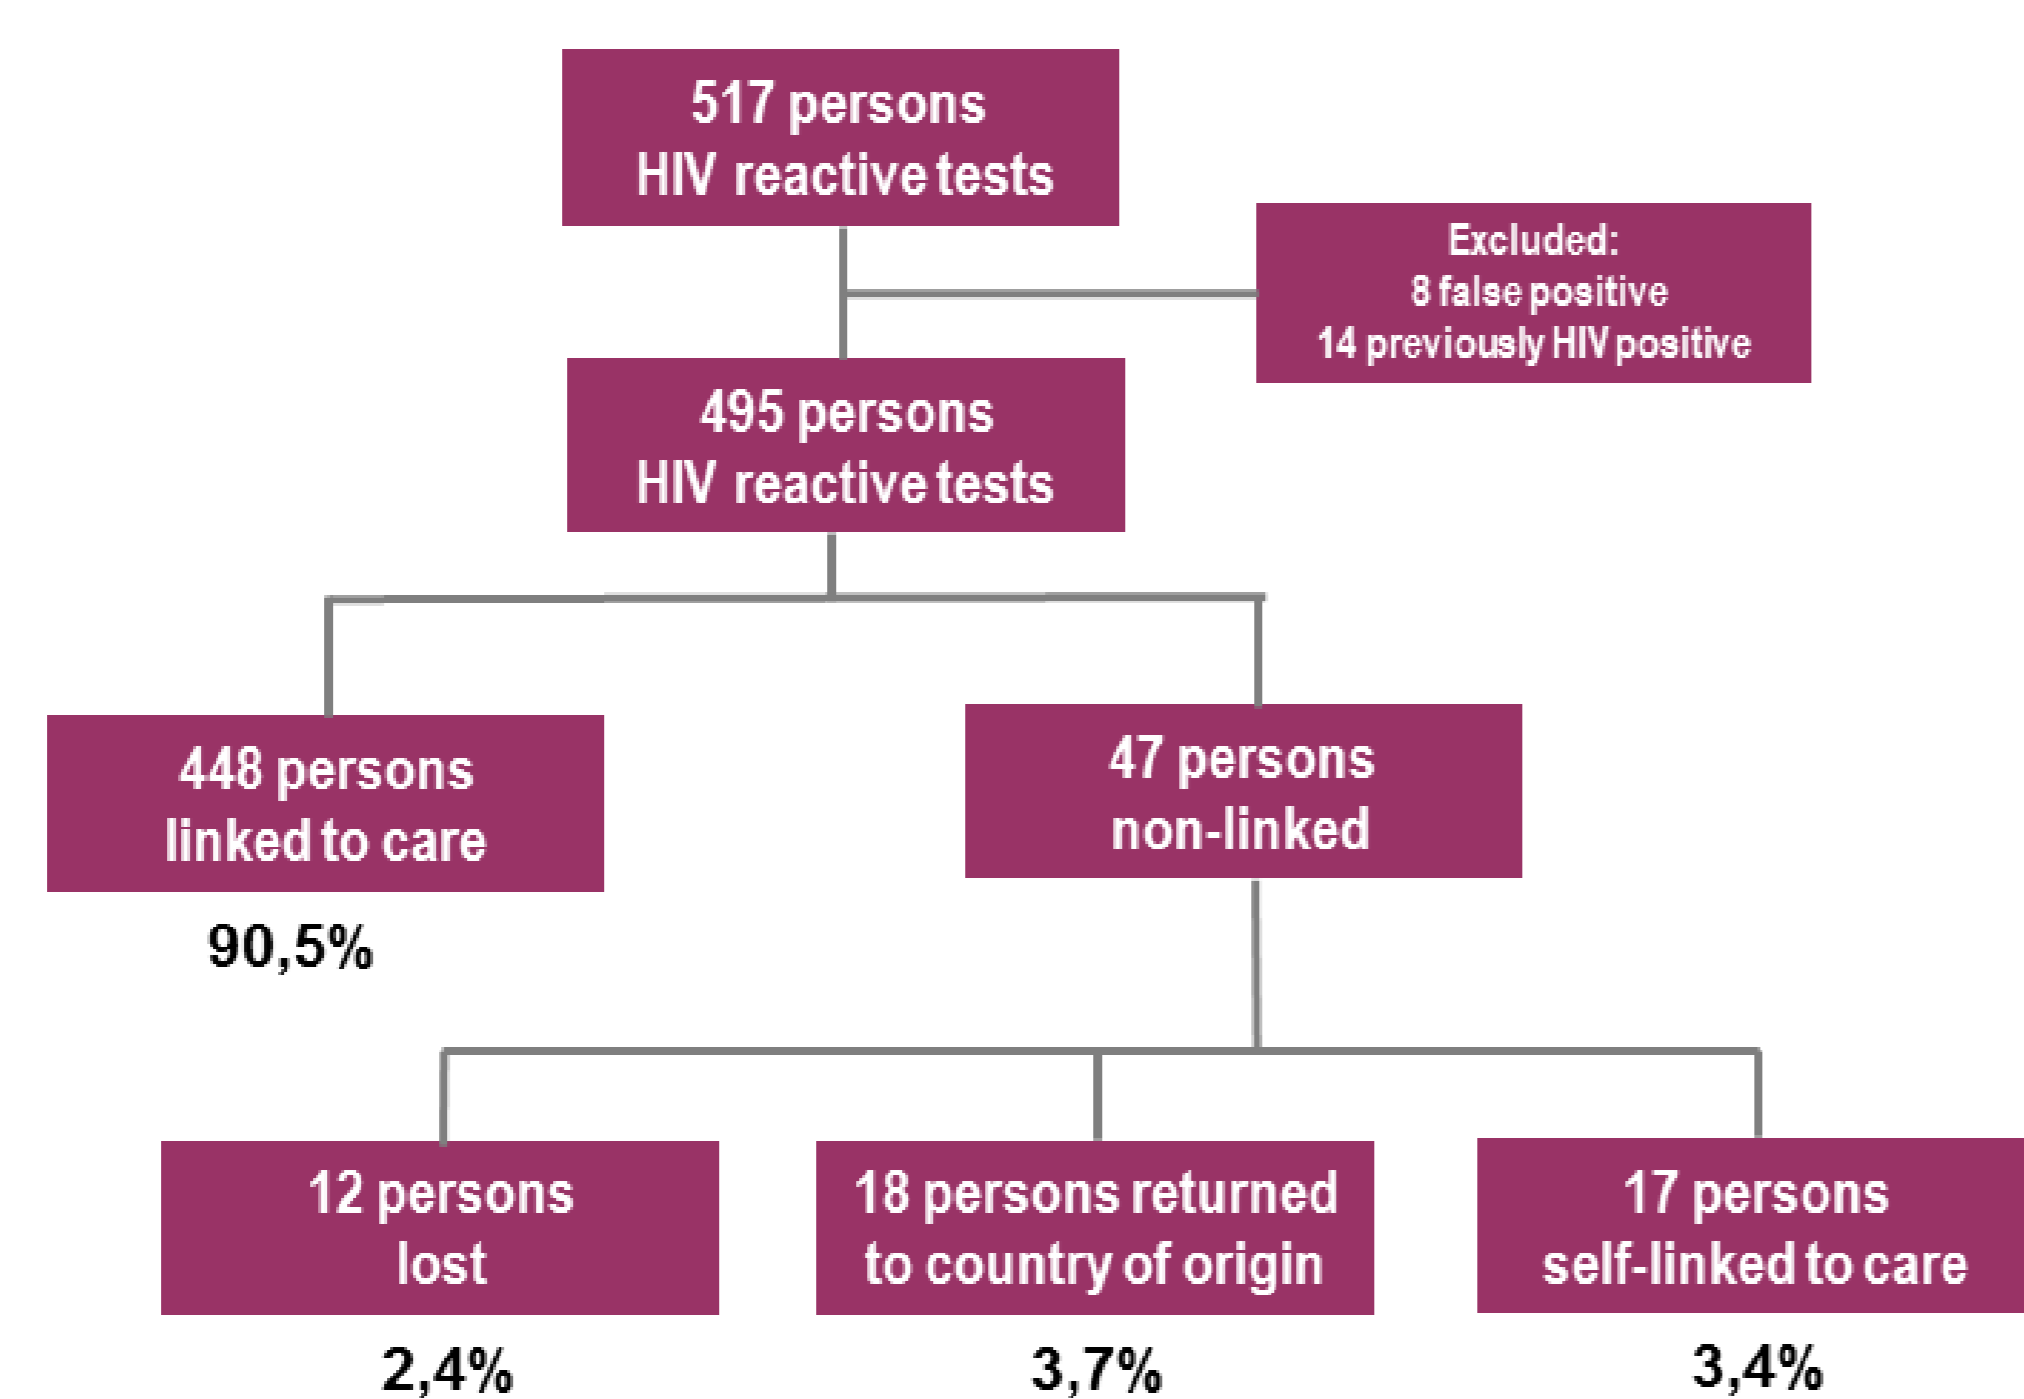 517 persons
HIV reactive tests
Excluded:
8 false positive
14 previously HIV positive
495 persons
HIV reactive tests
448 persons
linked to care
90,5%
47 persons
non-linked
12 persons
lost
2,4%
18 persons returned
to country of origin
3,7%
17 persons
self-linked to care
3,4%